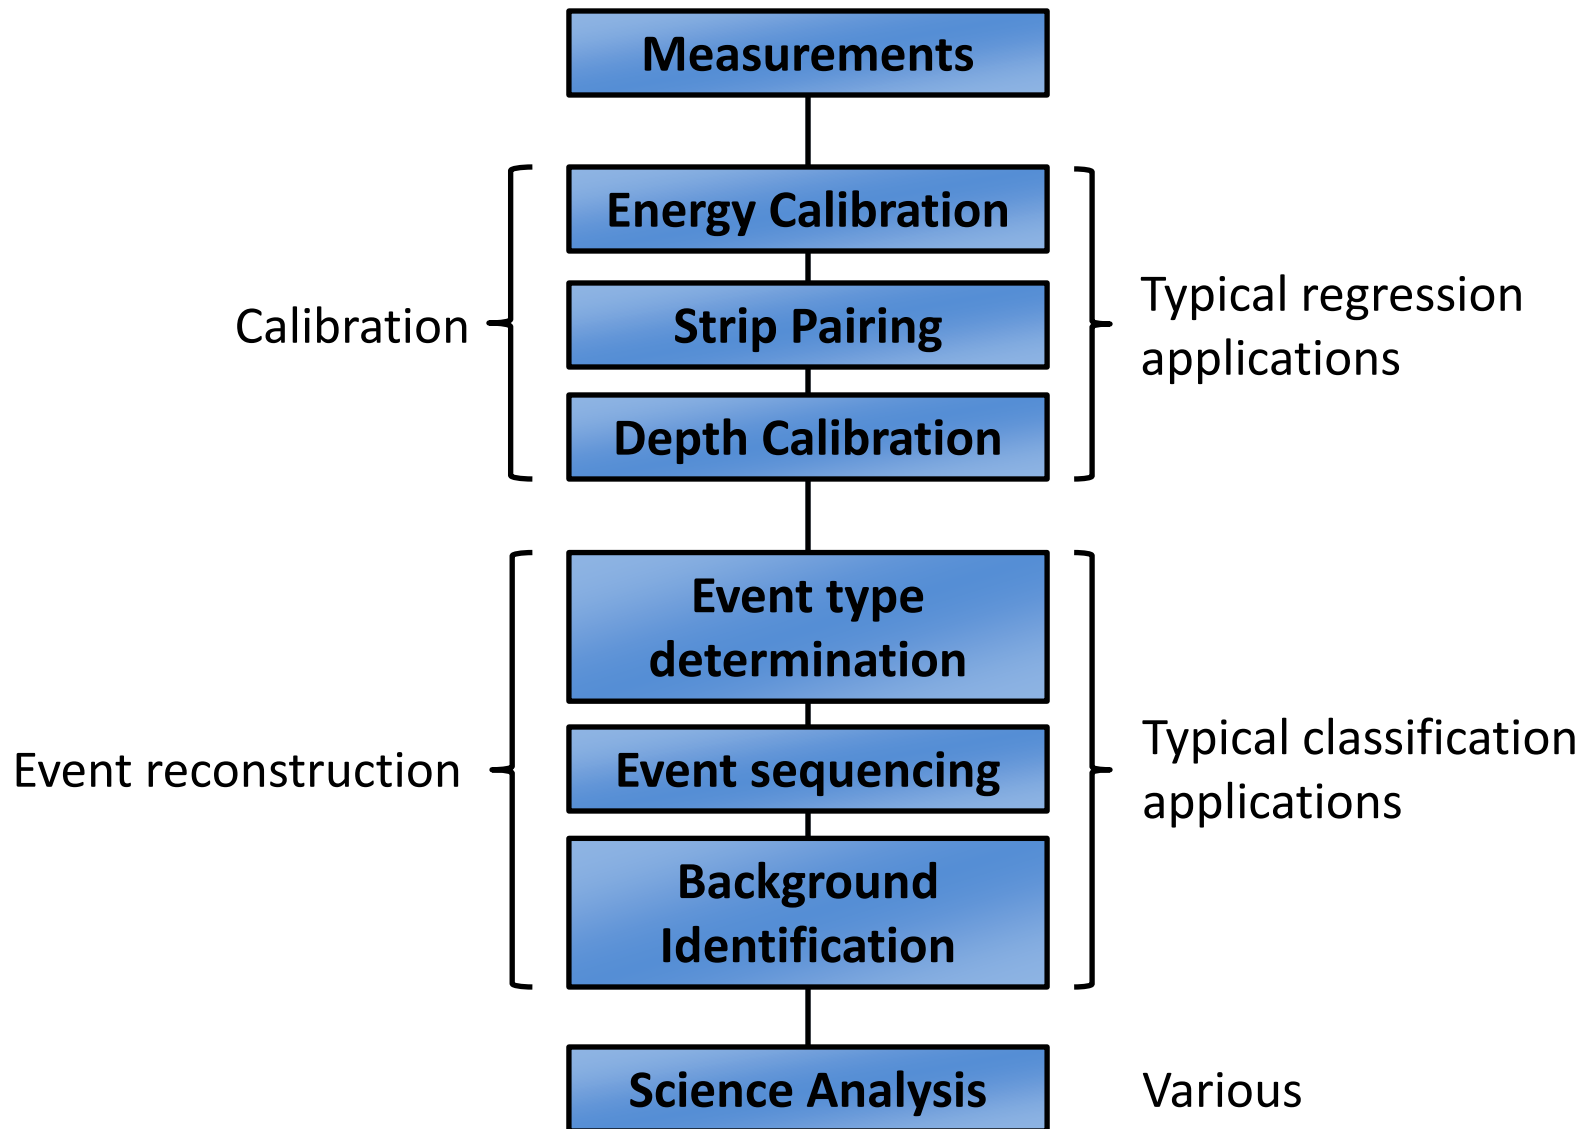 Measurements
Energy Calibration
Strip Pairing
Depth Calibration
Calibration
Typical regression
applications
Event type
determination
Event sequencing
Background
Identification
Event reconstruction
Typical classification
applications
Science Analysis
Various